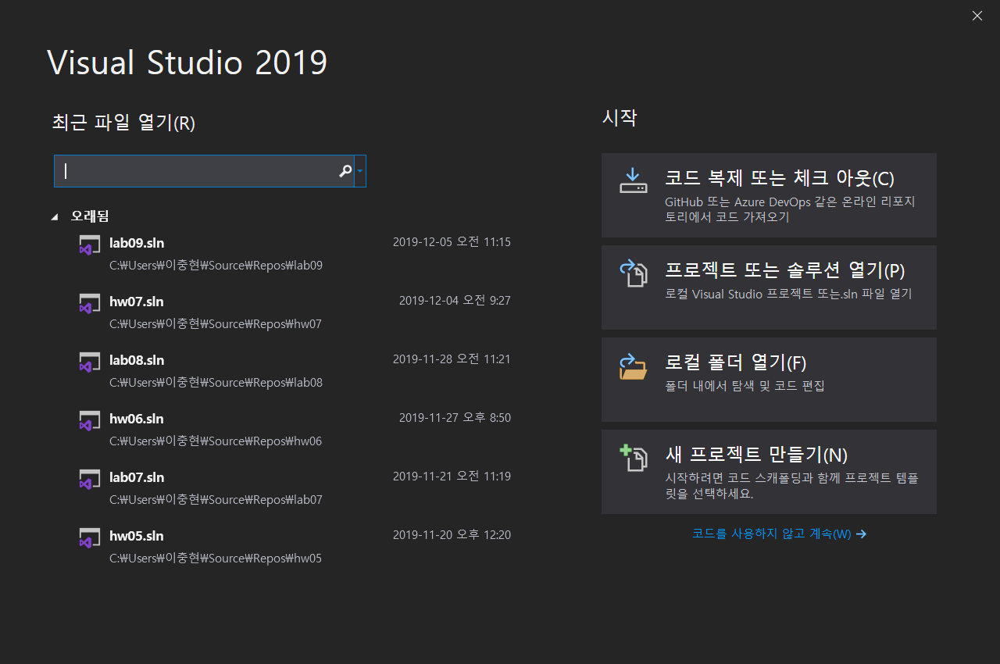 Visual Studio 2019
최근 파일 열기(R)
오래됨
lab09.sln 2019-12-05 오전 11:15
C:₩Users₩이충현₩Source₩Repos₩lab09
hw07.sln 2019-12-04 오전 9:27
C:₩Users₩이충현₩Source₩Repos₩hw07
lab08.sln 2019-11-28 오전 11:21
C:₩Users₩이충현₩Source₩Repos₩lab08
hw06.sln 2019-11-27 오후 8:50
C:₩Users₩이충현₩Source₩Repos₩hw06
lab07.sln 2019-11-21 오전 11:19
C:₩Users₩이충현₩Source₩Repos₩lab07
hw05.sln 2019-11-20 오후 12:20
C:₩Users₩이충현₩Source₩Repos₩hw05
시작
코드 복제 또는 체크 아웃(C)
GitHub 또는 Azure DevOps 같은 온라인 리포지
토리에서 코드 가져오기
프로젝트 또는 솔루션 열기(P)
로컬 Visual Studio 프로젝트 또는.sln 파일 열기
로컬 폴더 열기(F)
폴더 내에서 탐색 및 코드 편집
새 프로젝트 만들기(N)
시작하려면 코드 스캐폴딩과 함께 프로젝트 템플
릿을 선택하세요.
코드를 사용하지 않고 계속(W) →